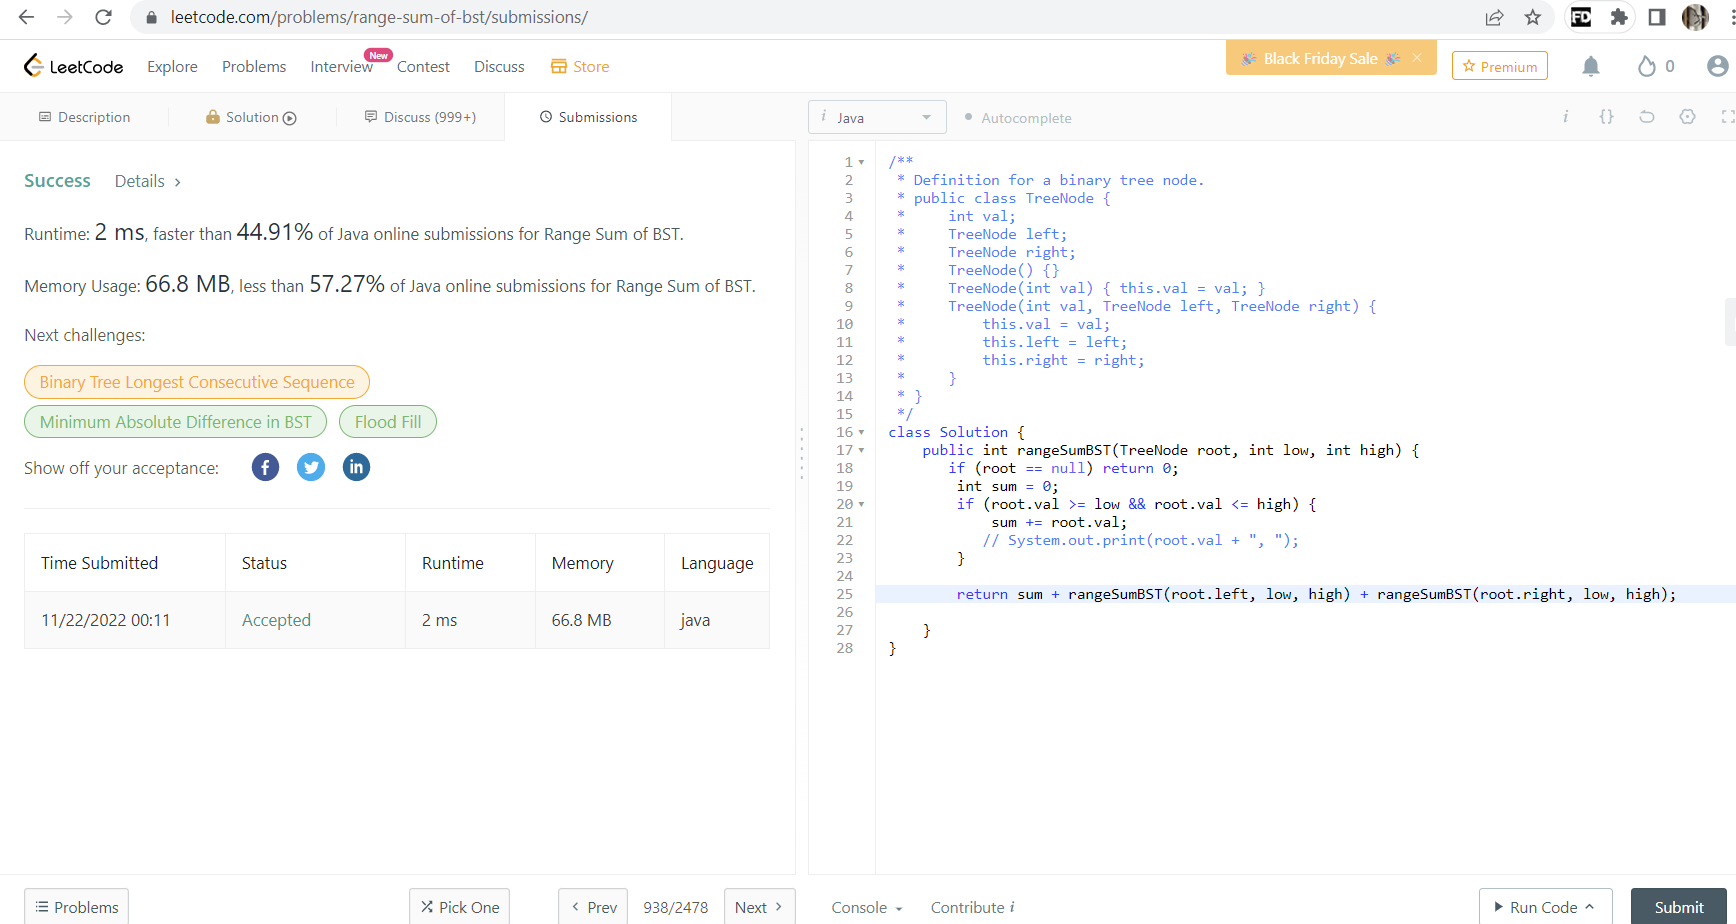 leetcode.com/problems/range-sum-of-bst/submissions/
FD
LeetCode Explore Problems Interview New Contest Discuss Store
Black Friday Sale ×
Premium
0
Description Solution Discuss (999+) Submissions
i Java Autocomplete
i {}
Success Details >
Runtime: 2 ms, faster than 44.91% of Java online submissions for Range Sum of BST.
Memory Usage: 66.8 MB, less than 57.27% of Java online submissions for Range Sum of BST.
Next challenges:
Binary Tree Longest Consecutive Sequence
Minimum Absolute Difference in BST Flood Fill
Show off your acceptance: f in
Time Submitted Status Runtime Memory Language
11/22/2022 00:11 Accepted 2 ms 66.8 MB java
1 /**
2  * Definition for a binary tree node.
3  * public class TreeNode {
4  *     int val;
5  *     TreeNode left;
6  *     TreeNode right;
7  *     TreeNode() {}
8  *     TreeNode(int val) { this.val = val; }
9  *     TreeNode(int val, TreeNode left, TreeNode right) {
10  *         this.val = val;
11  *         this.left = left;
12  *         this.right = right;
13  *     }
14  * }
15  */
16 class Solution {
17     public int rangeSumBST(TreeNode root, int low, int high) {
18        if (root == null) return 0;
19         int sum = 0;
20         if (root.val >= low && root.val <= high) {
21             sum += root.val;
22            // System.out.print(root.val + ", ");
23         }
24
25         return sum + rangeSumBST(root.left, low, high) + rangeSumBST(root.right, low, high);
26
27     }
28 }
Problems Pick One < Prev 938/2478 Next >
Console Contribute i Run Code Submit